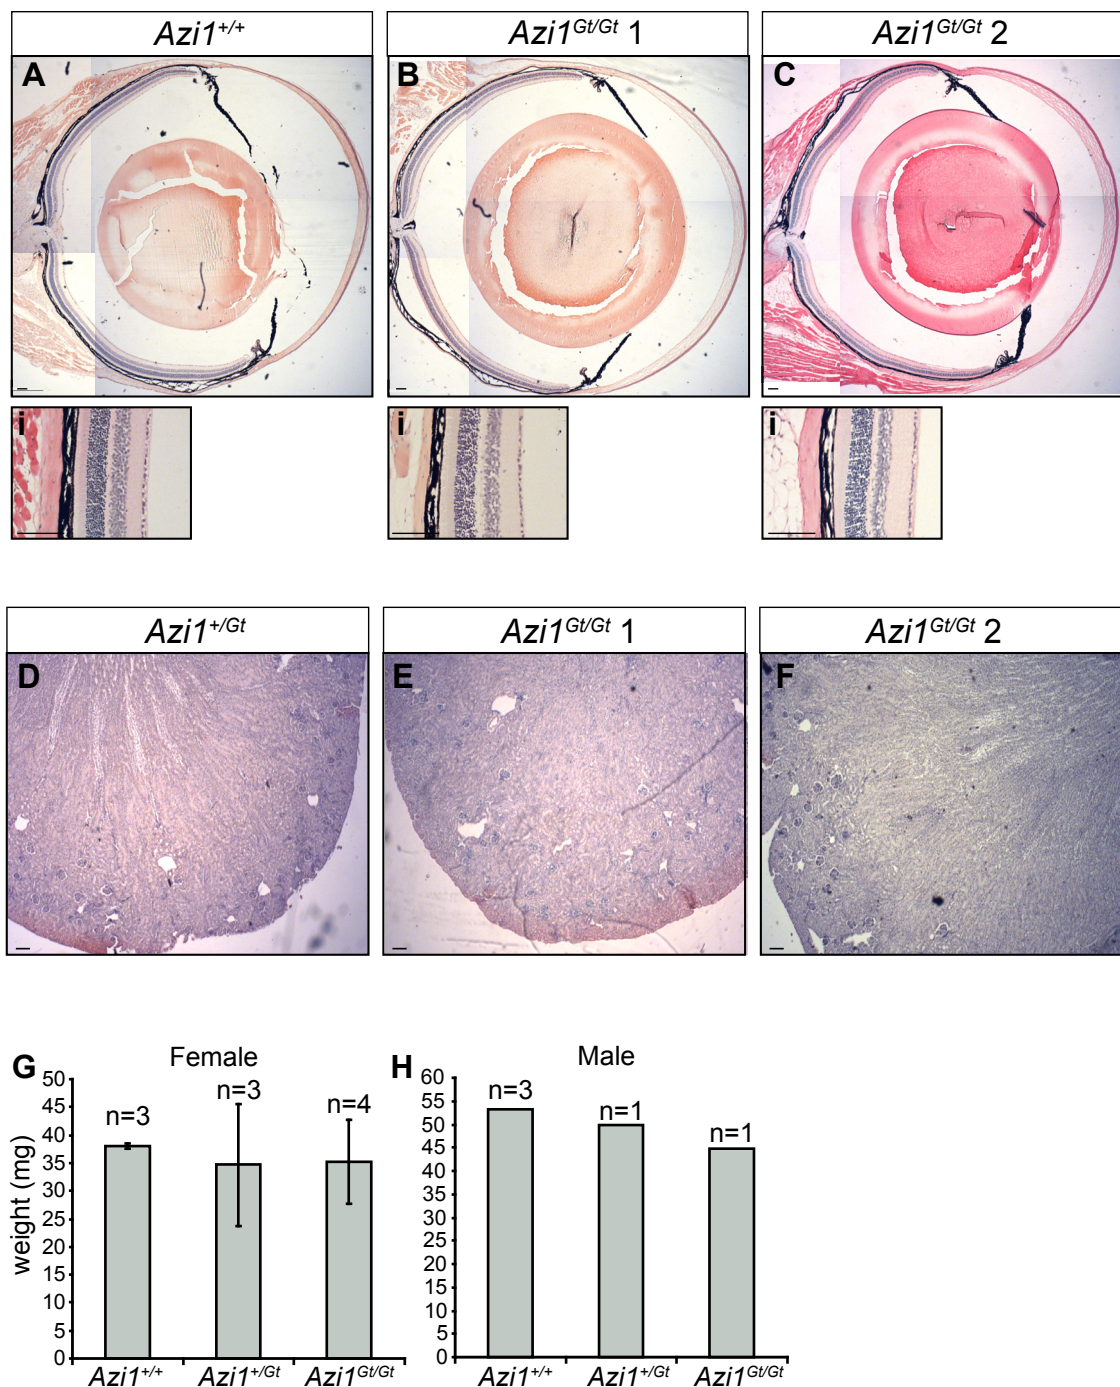 Azi1+/+
Azi1Gt/Gt 1
Azi1Gt/Gt 2
A
B
C
i
i
i
Azi1+/Gt
Azi1Gt/Gt 1
Azi1Gt/Gt 2
D
E
F
G
Female
weight (mg)
50
45
40
35
30
25
20
15
10
5
0
n=3
n=3
n=4
Azi1+/+
Azi1+/Gt
Azi1Gt/Gt
H
Male
60
55
50
45
40
35
30
25
20
15
10
5
0
n=3
n=1
n=1
Azi1+/+
Azi1+/Gt
Azi1Gt/Gt